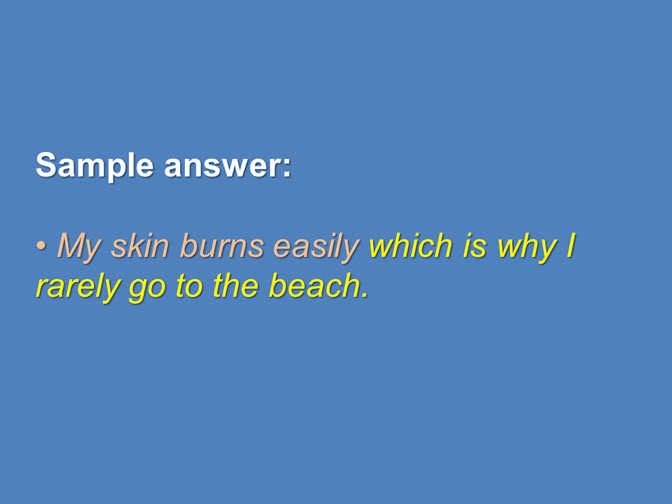 Sample answer:
• My skin burns easily which is why I
rarely go to the beach.